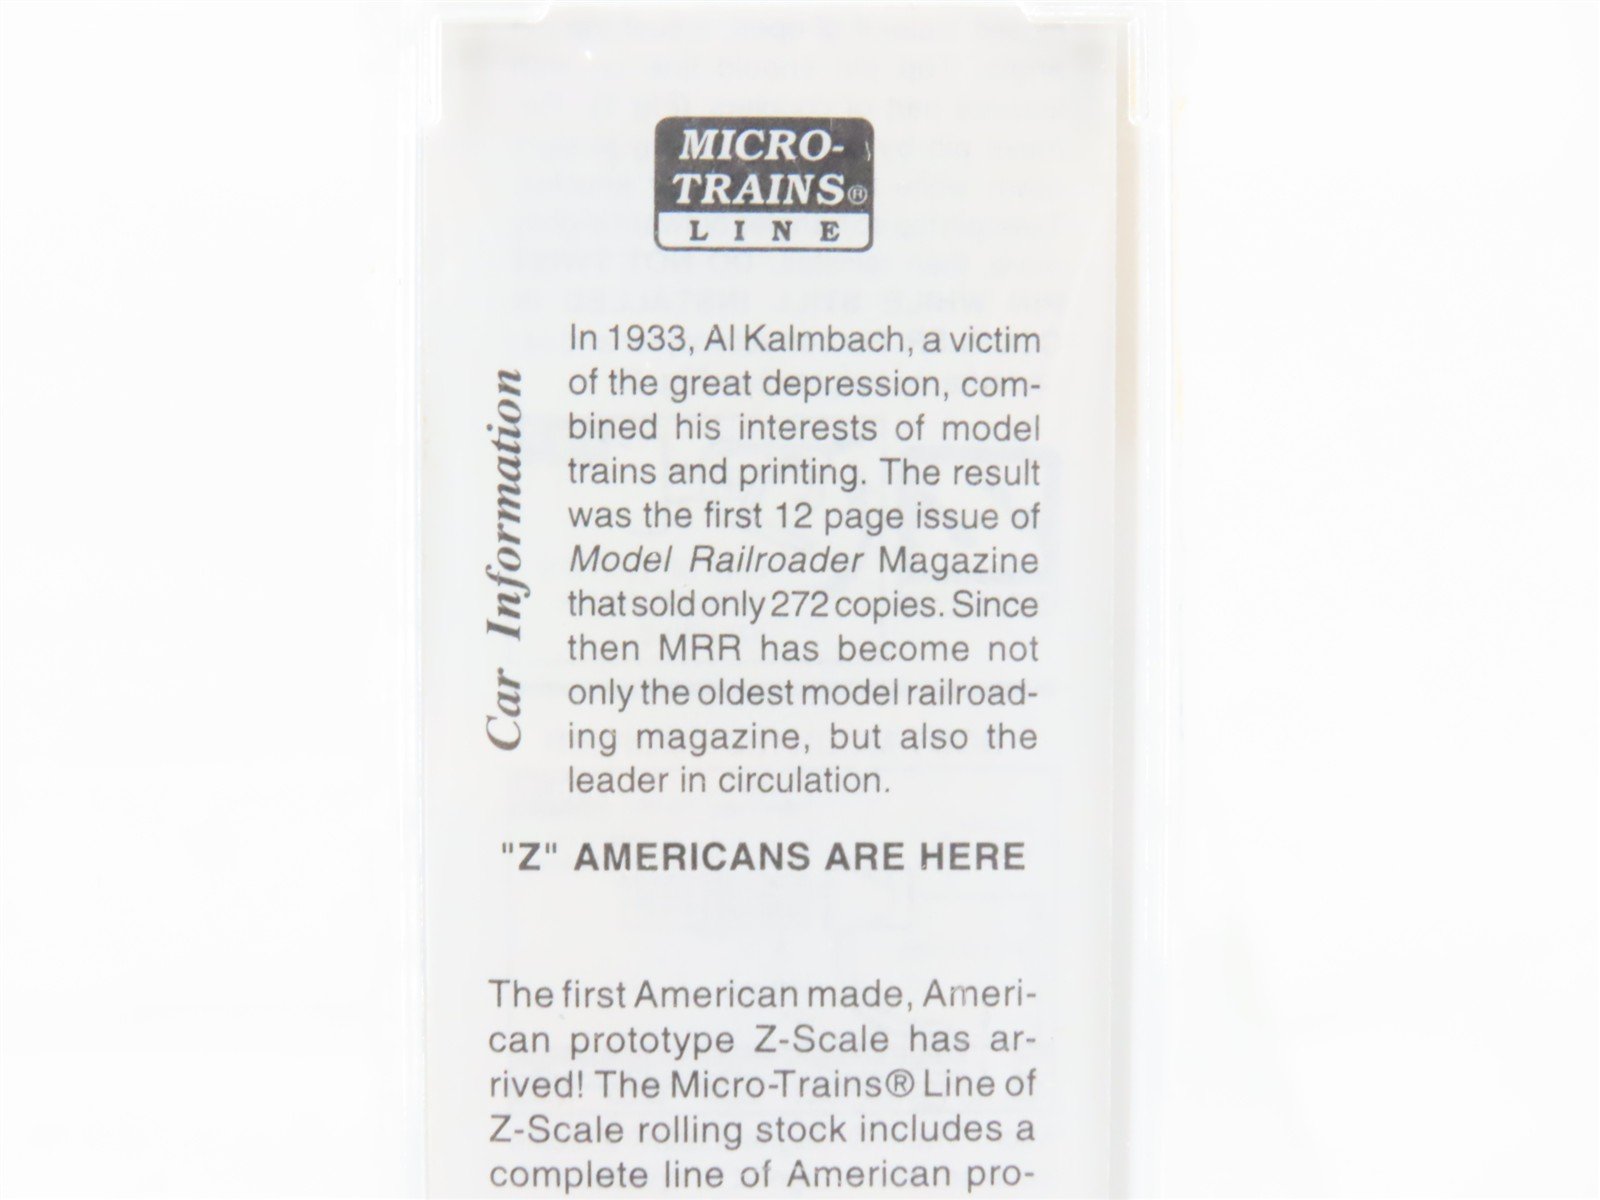 MICRO-
TRAINS®
LINE
Car Information
In 1933, Al Kalmbach, a victim
of the great depression, com-
bined his interests of model
trains and printing. The result
was the first 12 page issue of
Model Railroader Magazine
that sold only 272 copies. Since
then MRR has become not
only the oldest model railroad-
ing magazine, but also the
leader in circulation.
"Z" AMERICANS ARE HERE
The first American made, Ameri-
can prototype Z-Scale has ar-
rived! The Micro-Trains® Line of
Z-Scale rolling stock includes a
complete line of American pro-